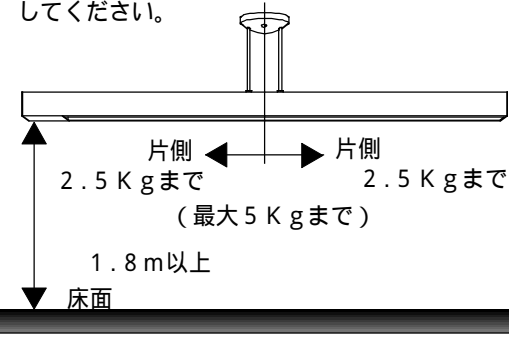 してください。
片側 片側
２．５Ｋｇまで ２．５Ｋｇまで
（最大５Ｋｇまで）
１．８ｍ以上
床面